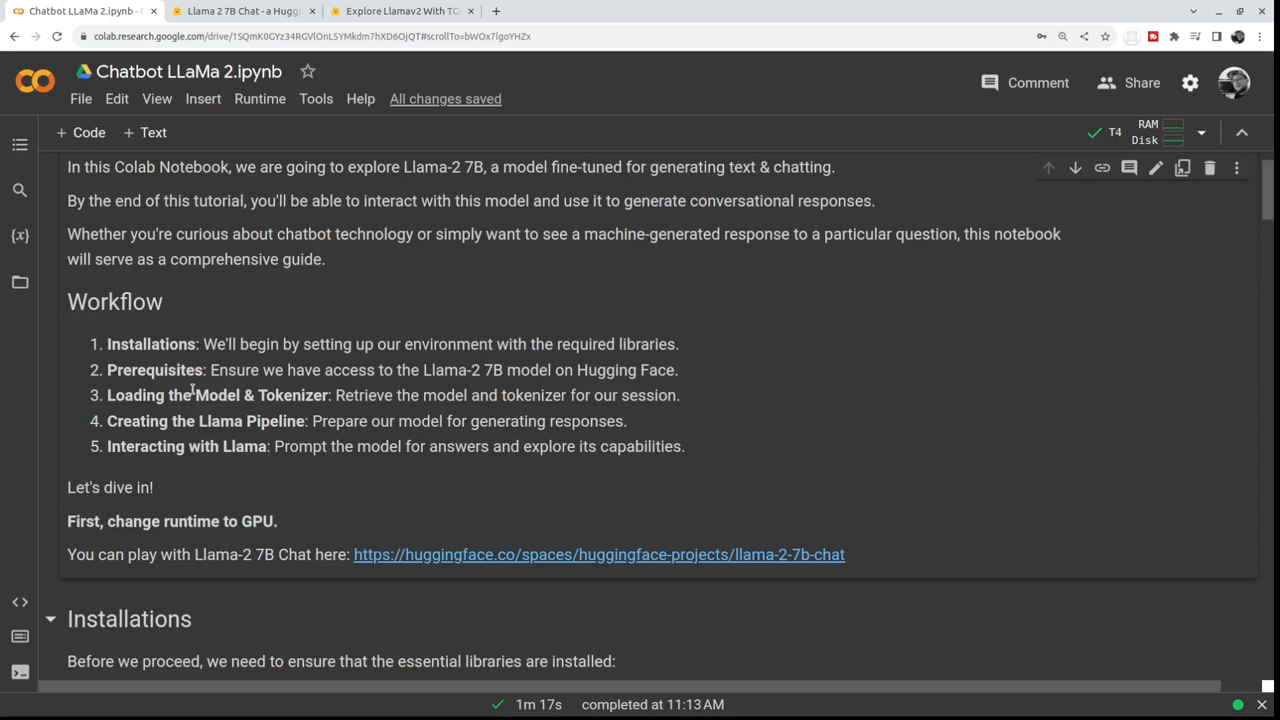 Chatbot LLaMa 2.ipynb -
Llama 2 7B Chat - a Huggi
Explore Llamav2 With TG
colab.research.google.com/drive/1SQmK0GYz34RGVlOnL5YMkdm7hXD6OjQT#scrollTo=bWOx7lgoYHZx
CO
Chatbot LLaMa 2.ipynb
Comment
Share
File Edit View Insert Runtime Tools Help All changes saved
+ Code + Text
T4
RAM
Disk
In this Colab Notebook, we are going to explore Llama-2 7B, a model fine-tuned for generating text & chatting.
By the end of this tutorial, you'll be able to interact with this model and use it to generate conversational responses.
Whether you're curious about chatbot technology or simply want to see a machine-generated response to a particular question, this notebook
will serve as a comprehensive guide.
Workflow
1. Installations: We'll begin by setting up our environment with the required libraries.
2. Prerequisites: Ensure we have access to the Llama-2 7B model on Hugging Face.
3. Loading the Model & Tokenizer: Retrieve the model and tokenizer for our session.
4. Creating the Llama Pipeline: Prepare our model for generating responses.
5. Interacting with Llama: Prompt the model for answers and explore its capabilities.
Let's dive in!
First, change runtime to GPU.
You can play with Llama-2 7B Chat here: https://huggingface.co/spaces/huggingface-projects/llama-2-7b-chat
Installations
Before we proceed, we need to ensure that the essential libraries are installed:
1m 17s completed at 11:13 AM